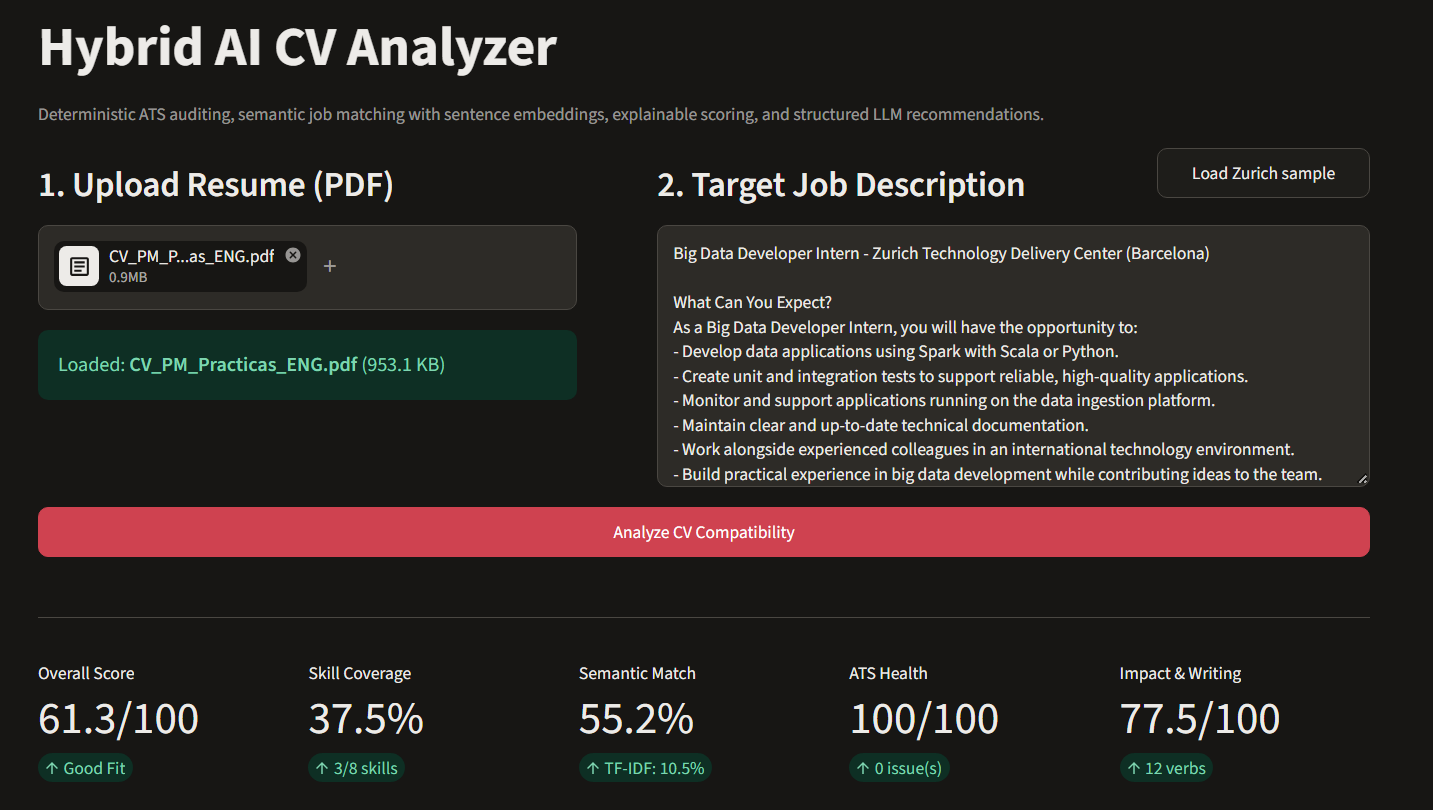 Hybrid AI CV Analyzer
Deterministic ATS auditing, semantic job matching with sentence embeddings, explainable scoring, and structured LLM recommendations.
1. Upload Resume (PDF)
2. Target Job Description
Load Zurich sample
CV_PM_P...as_ENG.pdf
0.9MB
Loaded: CV_PM_Practicas_ENG.pdf (953.1 KB)
Big Data Developer Intern - Zurich Technology Delivery Center (Barcelona)
What Can You Expect?
As a Big Data Developer Intern, you will have the opportunity to:
- Develop data applications using Spark with Scala or Python.
- Create unit and integration tests to support reliable, high-quality applications.
- Monitor and support applications running on the data ingestion platform.
- Maintain clear and up-to-date technical documentation.
- Work alongside experienced colleagues in an international technology environment.
- Build practical experience in big data development while contributing ideas to the team.
Analyze CV Compatibility
Overall Score
61.3/100
↑ Good Fit
Skill Coverage
37.5%
↑ 3/8 skills
Semantic Match
55.2%
↑ TF-IDF: 10.5%
ATS Health
100/100
↑ 0 issue(s)
Impact & Writing
77.5/100
↑ 12 verbs